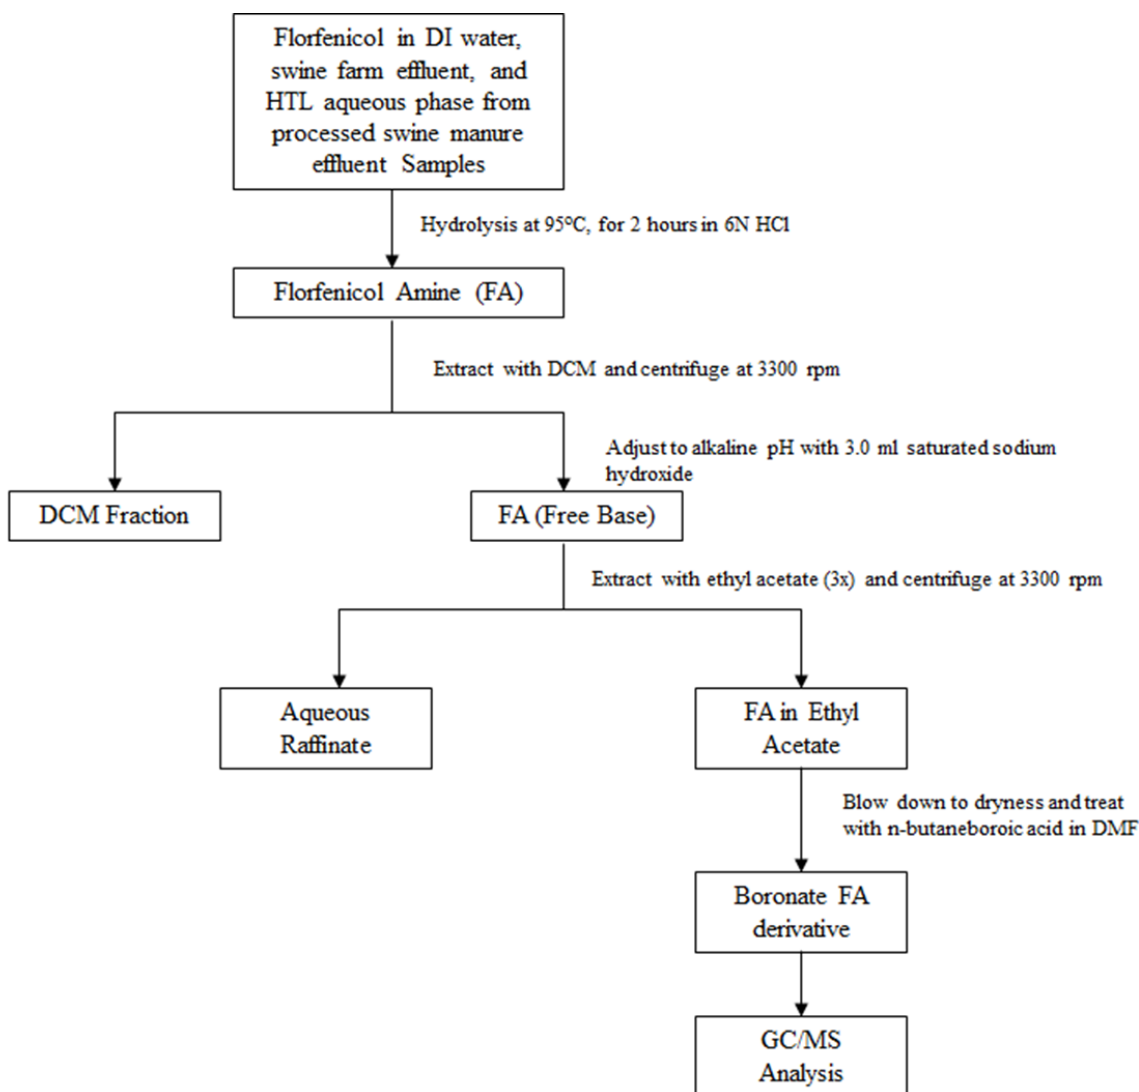 Florfenicol in DI water,
swine farm effluent, and
HTL aqueous phase from
processed swine manure
effluent Samples
Hydrolysis at 95°C, for 2 hours in 6N HCl
Florfenicol Amine (FA)
Extract with DCM and centrifuge at 3300 rpm
Adjust to alkaline pH with 3.0 ml saturated sodium
hydroxide
DCM Fraction
FA (Free Base)
Extract with ethyl acetate (3x) and centrifuge at 3300 rpm
Aqueous
Raffinate
FA in Ethyl
Acetate
Blow down to dryness and treat
with n-butaneboroic acid in DMF
Boronate FA
derivative
GC/MS
Analysis